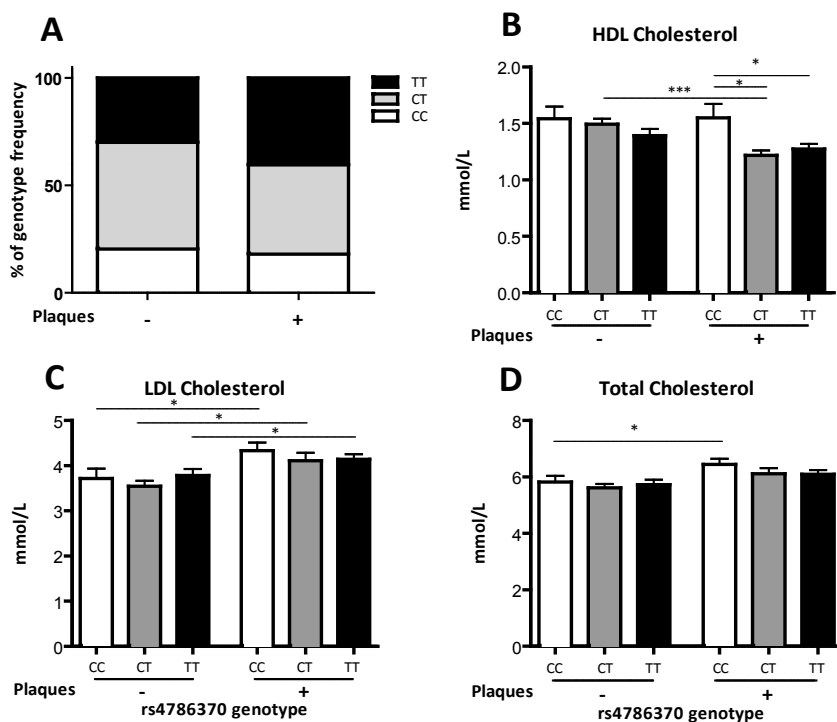 A
% of genotype frequency
100
50
0
Plaques
-
+
TT
CT
CC
B
HDL Cholesterol
mmol/L
2.0
1.5
1.0
0.5
0.0
***
*
*
CC CT TT CC CT TT
Plaques - +
C
LDL Cholesterol
mmol/L
5
4
3
2
1
0
*
*
*
CC CT TT CC CT TT
Plaques - +
rs4786370 genotype
D
Total Cholesterol
mmol/L
8
6
4
2
0
*
CC CT TT CC CT TT
Plaques - +
rs4786370 genotype